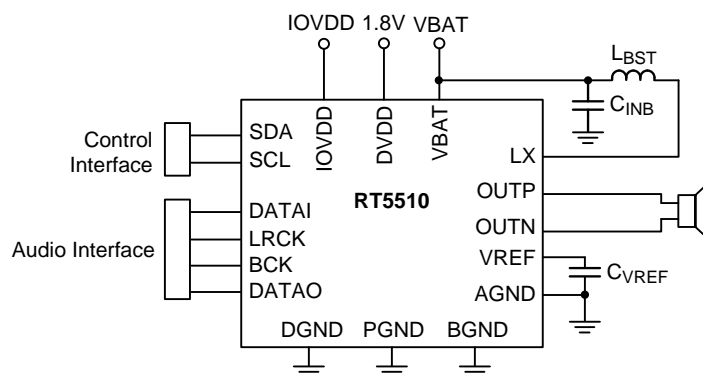 IOVDD 1.8V VBAT
LBST
CINB
IOVDD
DVDD
VBAT
Control
Interface
SDA
SCL
LX
RT5510
OUTP
OUTN
Audio Interface
DATAI
LRCK
BCK
DATAO
VREF
AGND
CVREF
DGND PGND BGND